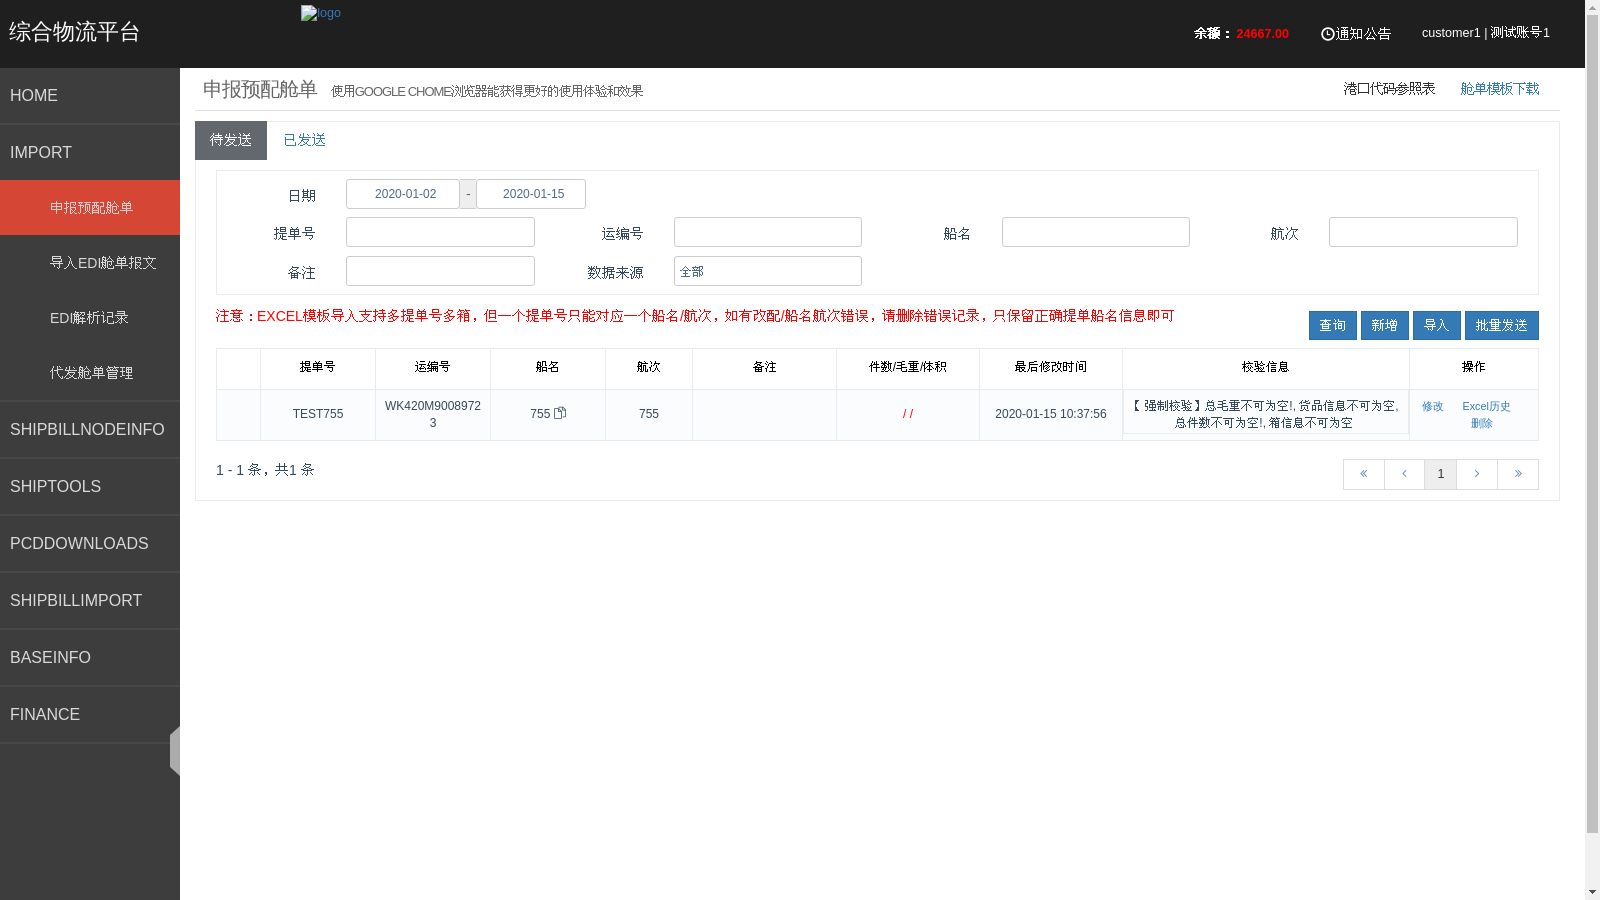 综合物流平台
logo
余额： 24667.00
通知公告
customer1 | 测试账号1
HOME
IMPORT
申报预配舱单
导入EDI舱单报文
EDI解析记录
代发舱单管理
SHIPBILLNODEINFO
SHIPTOOLS
PCDDOWNLOADS
SHIPBILLIMPORT
BASEINFO
FINANCE
申报预配舱单 使用GOOGLE CHOME浏览器能获得更好的使用体验和效果
港口代码参照表 舱单模板下载
待发送 已发送
日期 2020-01-02 - 2020-01-15
提单号 运编号 船名 航次
备注 数据来源 全部
注意：EXCEL模板导入支持多提单号多箱，但一个提单号只能对应一个船名/航次，如有改配/船名航次错误，请删除错误记录，只保留正确提单船名信息即可
查询 新增 导入 批量发送
提单号 运编号 船名 航次 备注 件数/毛重/体积 最后修改时间 校验信息 操作
TEST755 WK420M90089723 755 755 / / 2020-01-15 10:37:56
【 强制校验】总毛重不可为空!, 货品信息不可为空,
总件数不可为空!, 箱信息不可为空
修改 Excel历史
删除
1 - 1 条，共1 条
« ‹ 1 › »